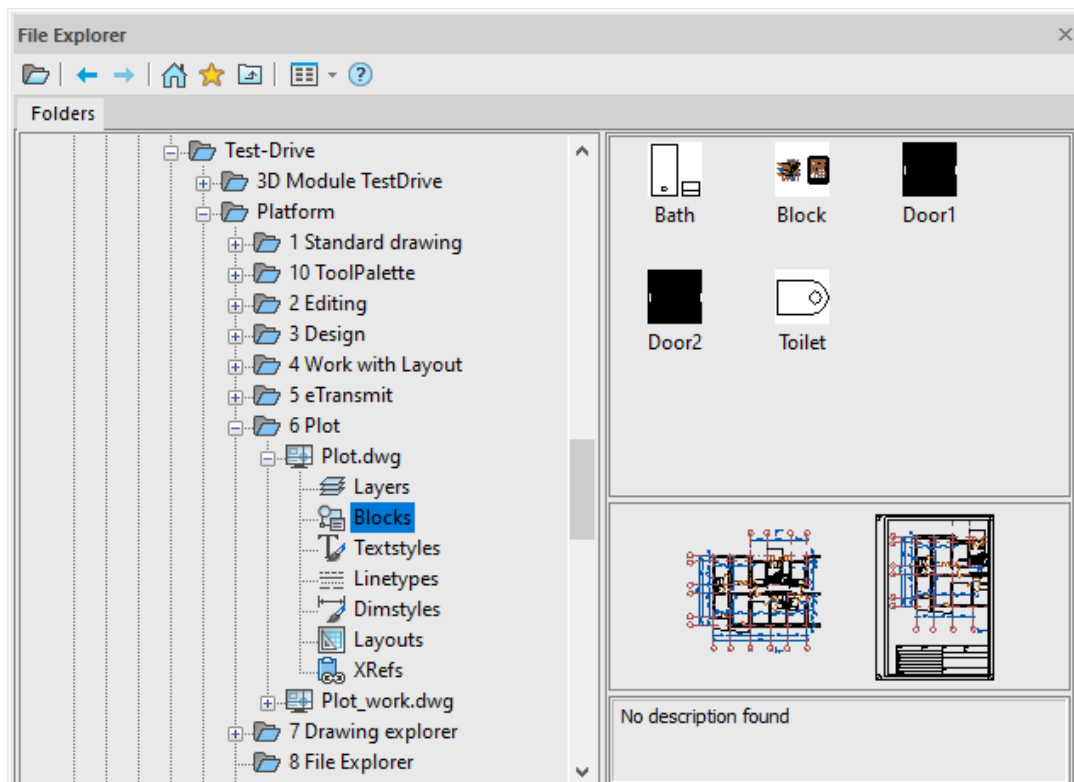 File Explorer
Folders
Test-Drive
3D Module TestDrive
Platform
1 Standard drawing
10 ToolPalette
2 Editing
3 Design
4 Work with Layout
5 eTransmit
6 Plot
Plot.dwg
Layers
Blocks
Textstyles
Linetypes
Dimstyles
Layouts
XRefs
Plot_work.dwg
7 Drawing explorer
8 File Explorer
Bath Block Door1
Door2 Toilet
No description found